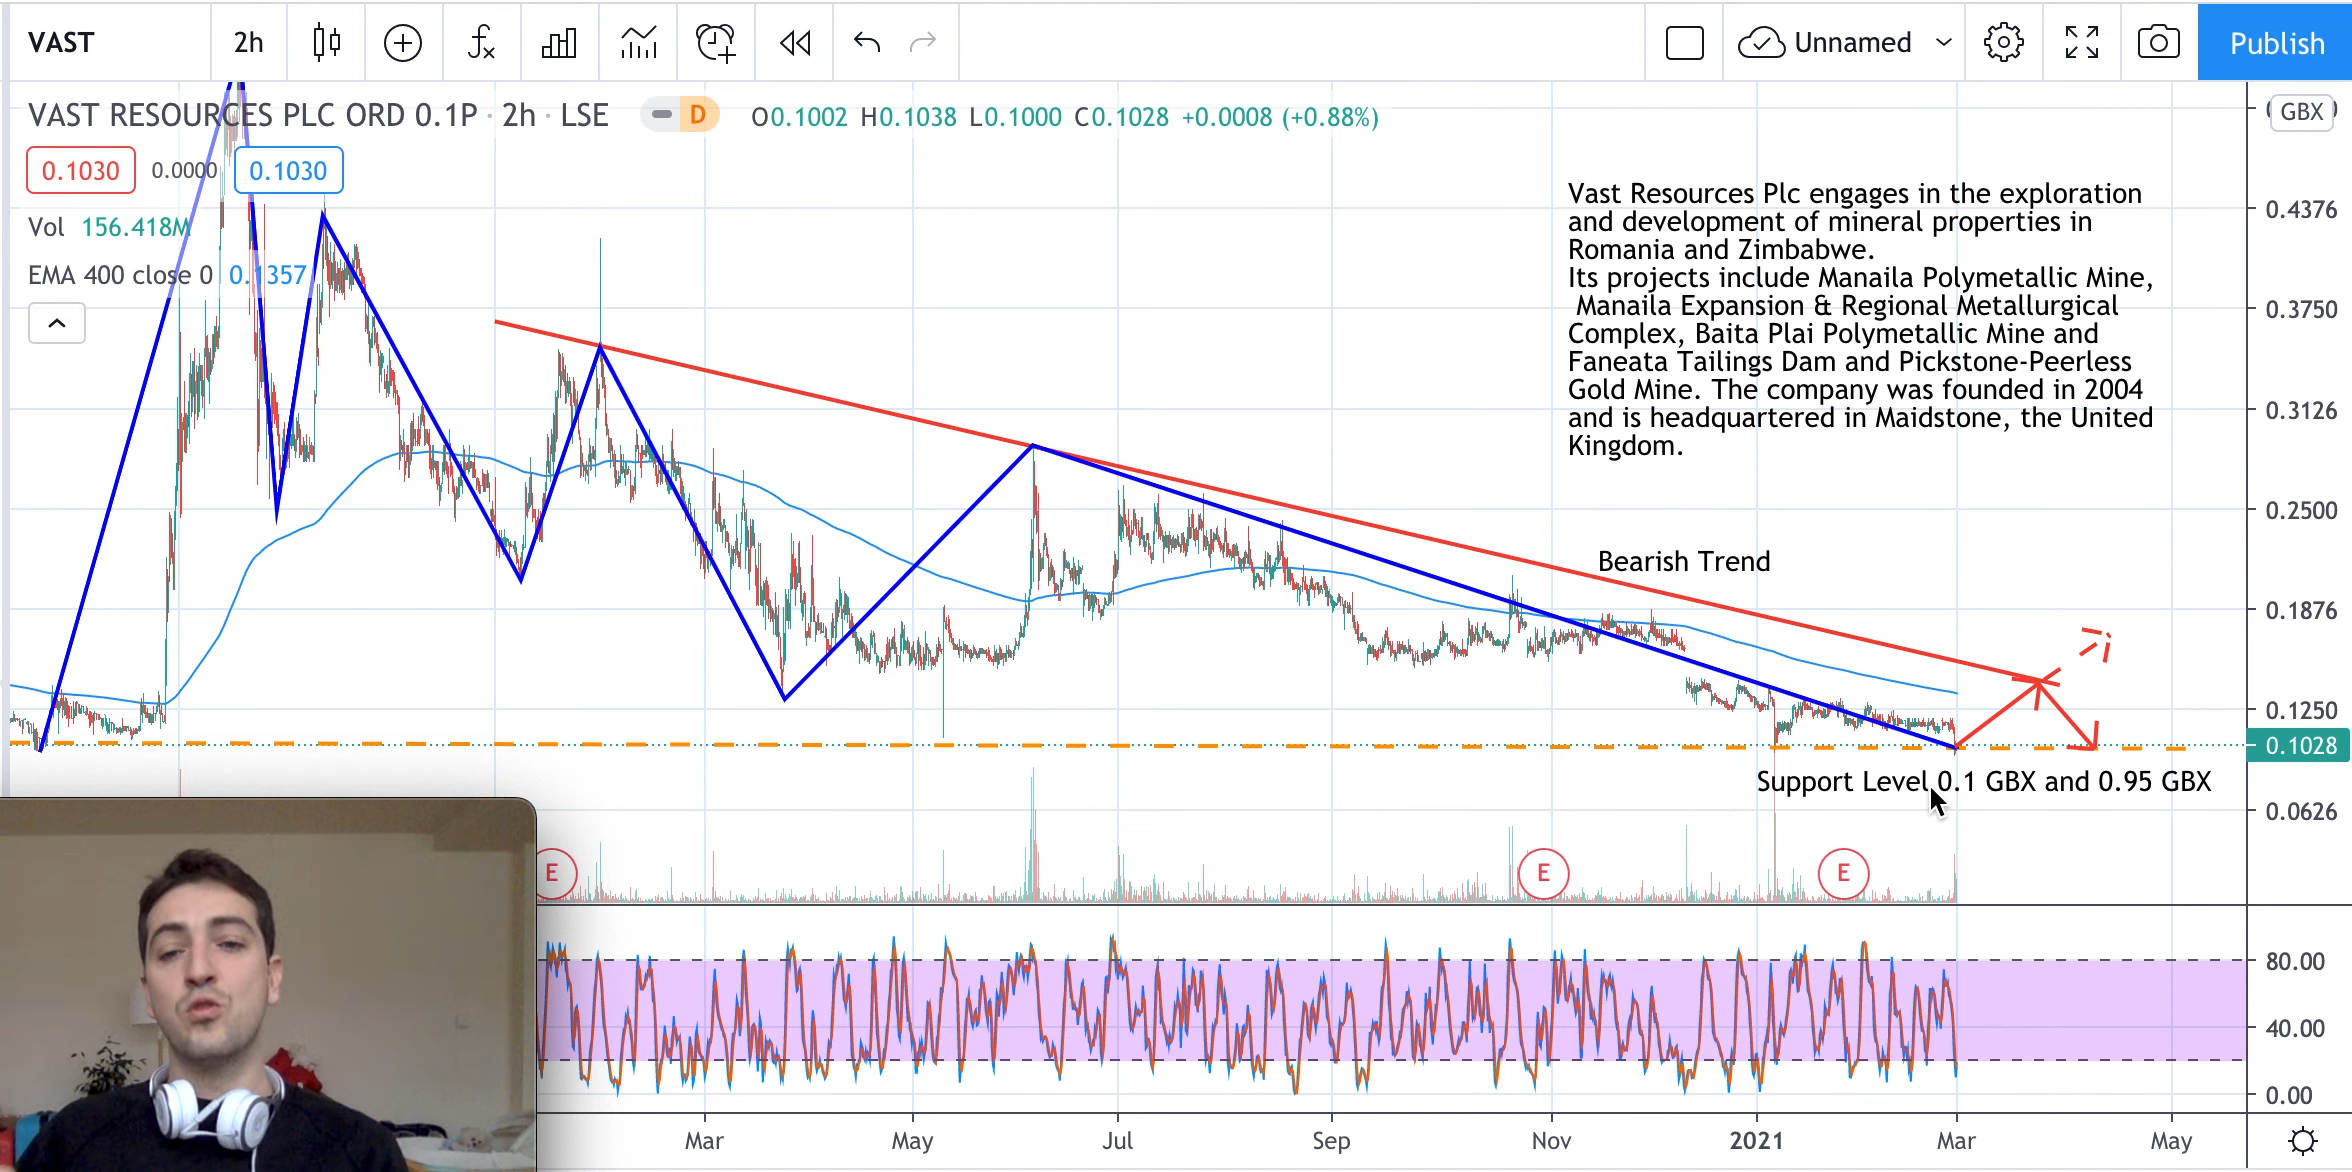 VAST 2h fx Unnamed Publish
VAST RESOURCES PLC ORD 0.1P · 2h · LSE D O0.1002 H0.1038 L0.1000 C0.1028 +0.0008 (+0.88%)
GBX
0.1030 0.0000 0.1030
Vol 156.418M
EMA 400 close 0 0.1357
Vast Resources Plc engages in the exploration
and development of mineral properties in
Romania and Zimbabwe.
Its projects include Manaila Polymetallic Mine,
Manaila Expansion & Regional Metallurgical
Complex, Baita Plai Polymetallic Mine and
Faneata Tailings Dam and Pickstone-Peerless
Gold Mine. The company was founded in 2004
and is headquartered in Maidstone, the United
Kingdom.
Bearish Trend
Support Level 0.1 GBX and 0.95 GBX
0.4376
0.3750
0.3126
0.2500
0.1876
0.1250
0.1028
0.0626
E E E
80.00
40.00
0.00
Mar May Jul Sep Nov 2021 Mar May